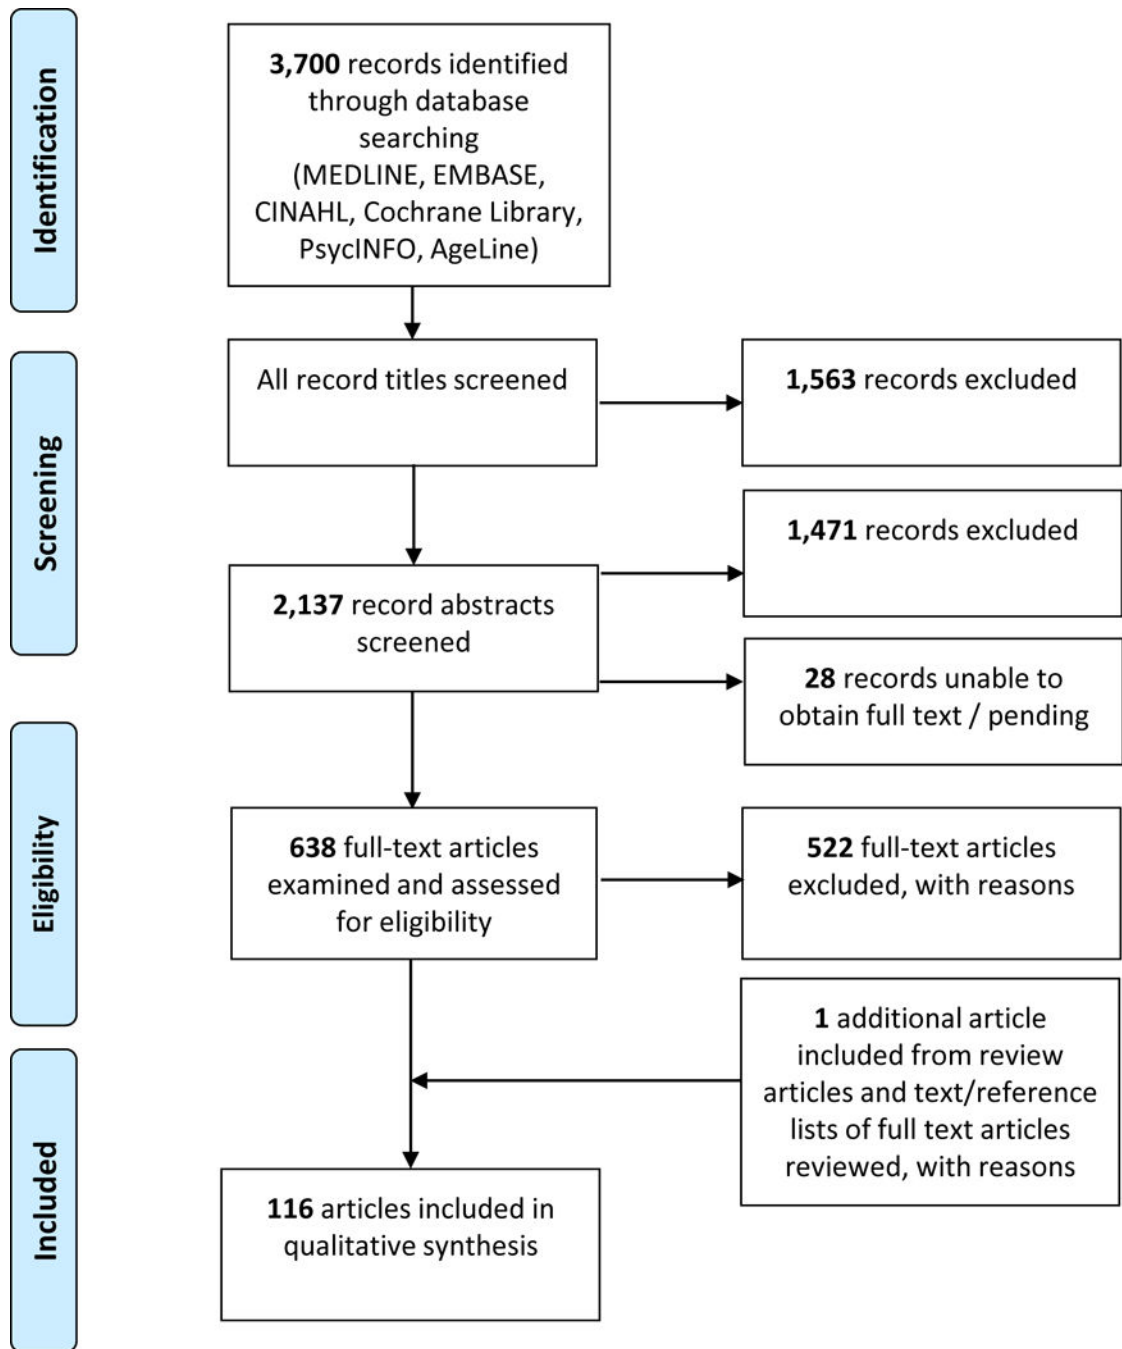 Identification
3,700 records identified
through database
searching
(MEDLINE, EMBASE,
CINAHL, Cochrane Library,
PsycINFO, AgeLine)
Screening
All record titles screened
1,563 records excluded
1,471 records excluded
2,137 record abstracts
screened
28 records unable to
obtain full text / pending
Eligibility
638 full-text articles
examined and assessed
for eligibility
522 full-text articles
excluded, with reasons
1 additional article
included from review
articles and text/reference
lists of full text articles
reviewed, with reasons
Included
116 articles included in
qualitative synthesis